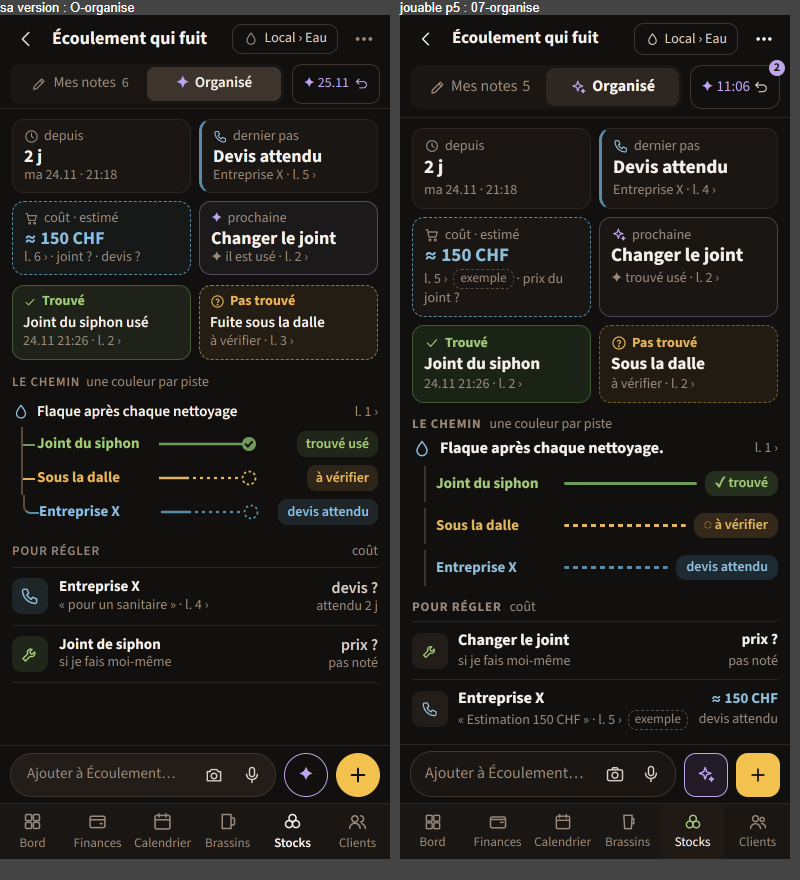 sa version : O-organise
Écoulement qui fuit
Local › Eau
Mes notes 6
Organisé
25.11
depuis
2 j
ma 24.11 · 21:18
dernier pas
Devis attendu
Entreprise X · l. 5 ›
coût · estimé
≈ 150 CHF
l. 6 › · joint ? · devis ?
prochaine
Changer le joint
il est usé · l. 2 ›
Trouvé
Joint du siphon usé
24.11 21:26 · l. 2 ›
Pas trouvé
Fuite sous la dalle
à vérifier · l. 3 ›
LE CHEMIN une couleur par piste
Flaque après chaque nettoyage
l. 1 ›
Joint du siphon
trouvé usé
Sous la dalle
à vérifier
Entreprise X
devis attendu
POUR RÉGLER
coût
Entreprise X
devis ?
« pour un sanitaire » · l. 4 ›
attendu 2 j
Joint de siphon
prix ?
si je fais moi-même
pas noté
Ajouter à Écoulement…
Bord
Finances
Calendrier
Brassins
Stocks
Clients
jouable p5 : 07-organise
Écoulement qui fuit
Local › Eau
Mes notes 5
Organisé
11:06
2
depuis
2 j
ma 24.11 · 21:18
dernier pas
Devis attendu
Entreprise X · l. 4 ›
coût · estimé
≈ 150 CHF
l. 5 › exemple · prix du
joint ?
prochaine
Changer le joint
trouvé usé · l. 2 ›
Trouvé
Joint du siphon
24.11 21:26 · l. 2 ›
Pas trouvé
Sous la dalle
à vérifier · l. 2 ›
LE CHEMIN une couleur par piste
Flaque après chaque nettoyage.
l. 1 ›
Joint du siphon
✓ trouvé
Sous la dalle
à vérifier
Entreprise X
devis attendu
POUR RÉGLER coût
Changer le joint
prix ?
si je fais moi-même
pas noté
Entreprise X
≈ 150 CHF
« Estimation 150 CHF » · l. 5 › exemple
devis attendu
Ajouter à Écoulement…
Bord
Finances
Calendrier
Brassins
Stocks
Clients